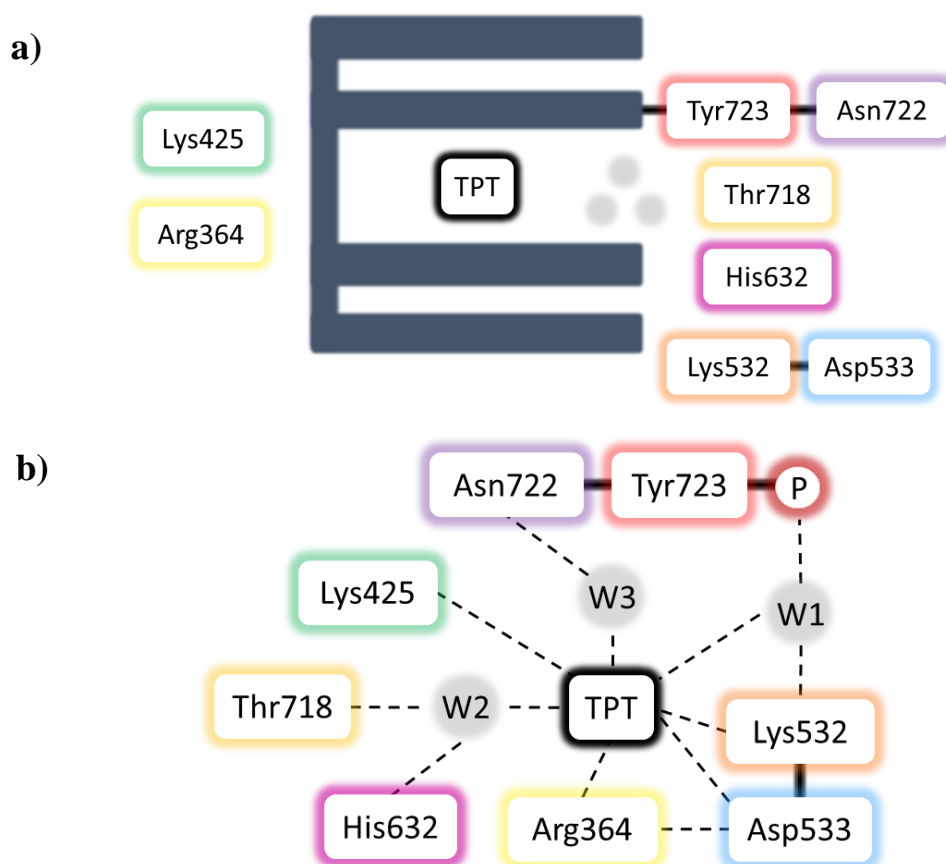 a)
Tyr723
Asn722
Lys425
TPT
Thr718
Arg364
His632
Lys532
Asp533
b)
Asn722
Tyr723
P
Lys425
W3
W1
Thr718
W2
TPT
Lys532
His632
Arg364
Asp533